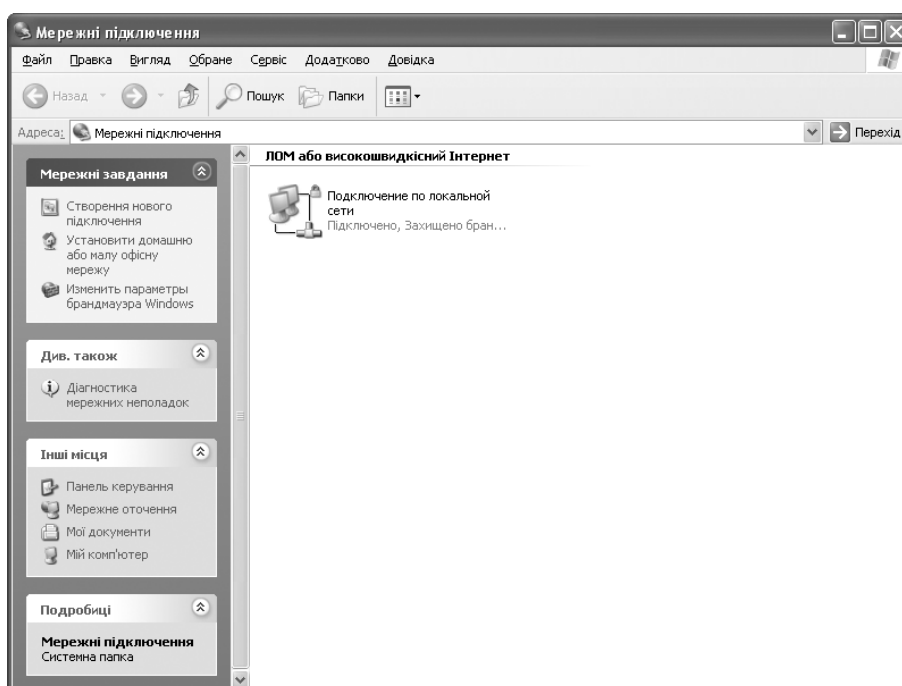 Мережні підключення
Файл Правка Вигляд Обране Сервіс Додатково Довідка
Назад Пошук Папки
Адреса: Мережні підключення Перехід
Мережні завдання
Створення нового
підключення
Установити домашню
або малу офісну
мережу
Изменить параметры
брандмауэра Windows
Див. також
Діагностика
мережних неполадок
Інші місця
Панель керування
Мережне оточення
Мої документи
Мій комп'ютер
Подробиці
Мережні підключення
Системна папка
ЛОМ або високошвидкісний Інтернет
Подключение по локальной
сети
Підключено, Захищено бран...